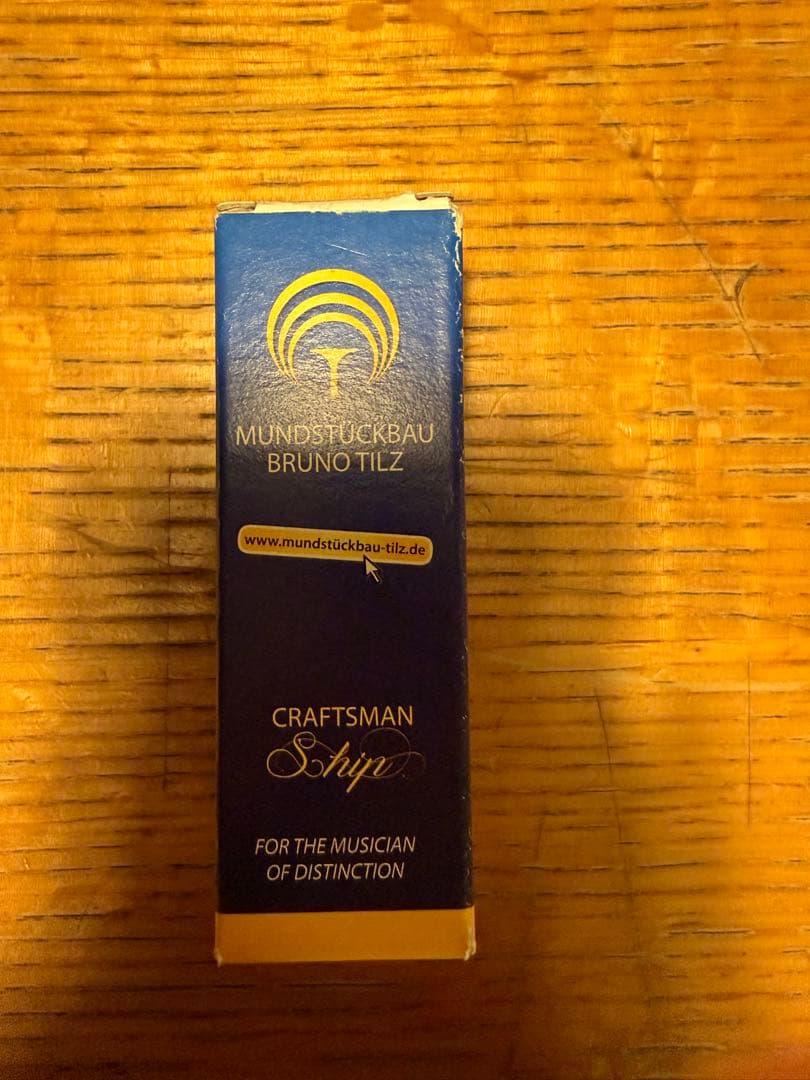 MUNDSTÜCKBAU
BRUNO TILZ
www.mundstückbau-tilz.de
CRAFTSMAN
Ship
FOR THE MUSICIAN
OF DISTINCTION